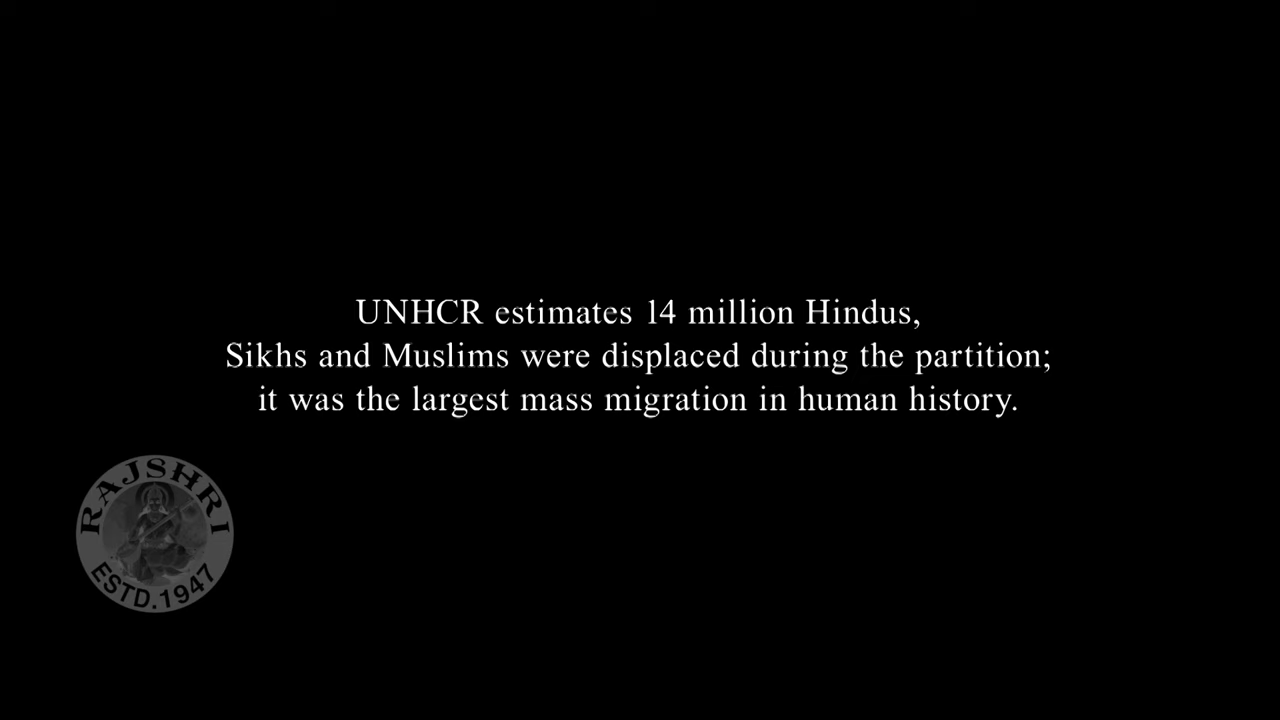 UNHCR estimates 14 million Hindus,
Sikhs and Muslims were displaced during the partition;
it was the largest mass migration in human history.
RAJSHRI
ESTD.1947